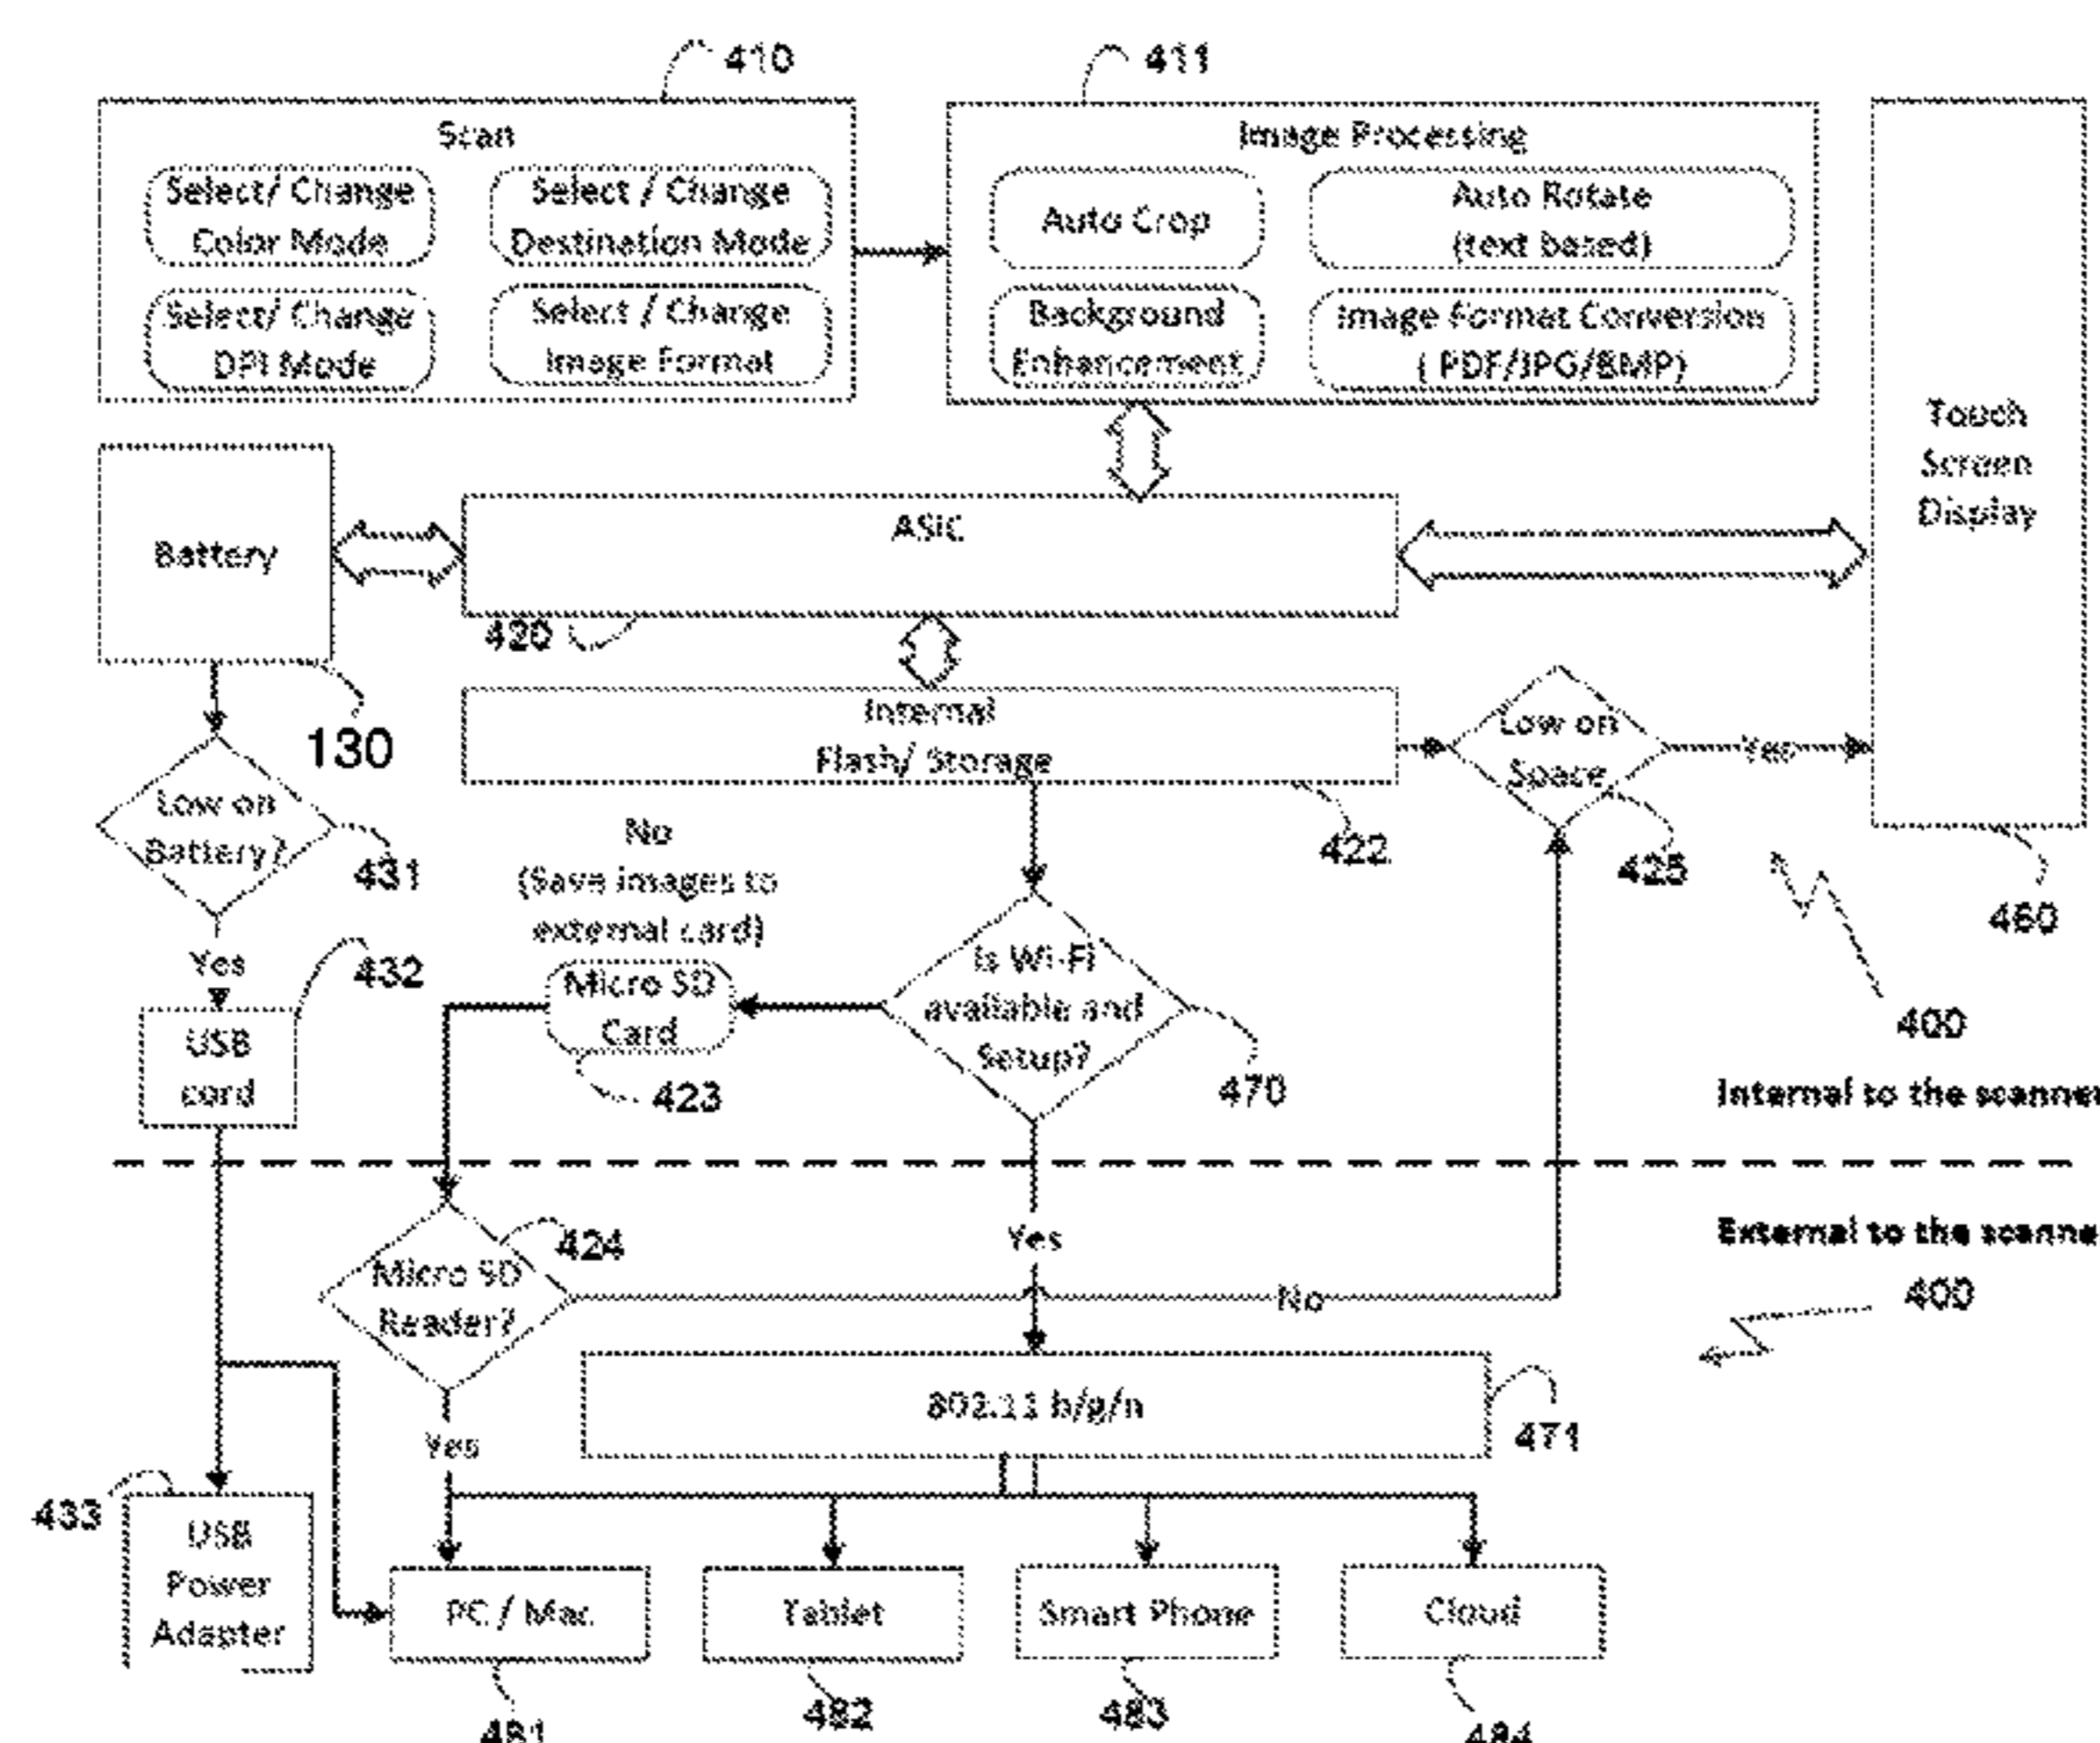 410
411
Scan
Select/ Change
Color Mode
Select / Change
Destination Mode
Select/ Change
DPI Mode
Select / Change
Image Format
Image Processing
Auto Crop
Auto Rotate
(text based)
Background
Enhancement
Image Format Conversion
( PDF/JPG/BMP)
Touch
Screen
Display
Battery
ASIC
420
130
Internal
Flash/ Storage
Low on
Space
Yes
422
425
460
Low on
Battery?
431
No
(Save images to
external card)
Is Wi-Fi
available and
Setup?
470
Yes
432
Micro SD
Card
423
USB
cord
400
Internal to the scanner
External to the scanne
400
424
Micro SD
Reader?
Yes
No
802.11 b/g/n
471
Yes
433
USB
Power
Adapter
PC / Mac
Tablet
Smart Phone
Cloud
481
482
483
484